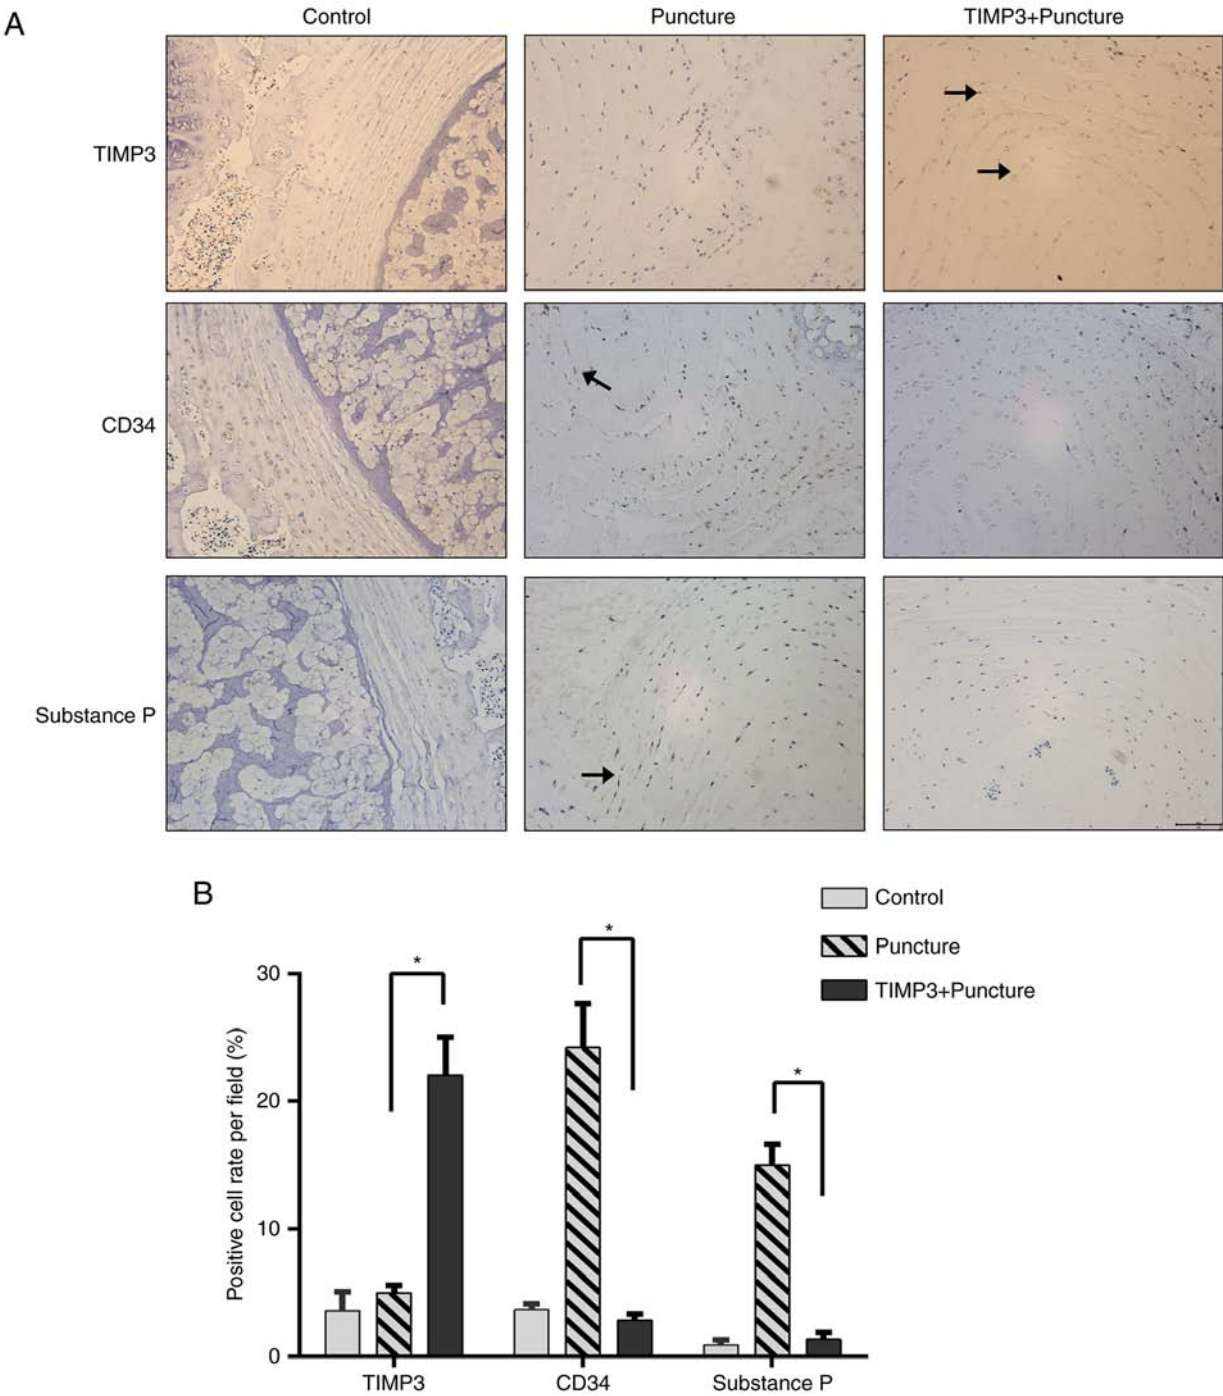 A
Control
Puncture
TIMP3+Puncture
TIMP3
CD34
Substance P
B
Control
Puncture
TIMP3+Puncture
Positive cell rate per field (%)
30
20
10
0
*
*
*
TIMP3
CD34
Substance P